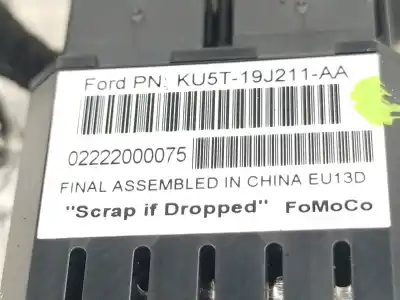 Ford PN: KU5T-19J211-AA
02222000075
FINAL ASSEMBLED IN CHINA EU13D
"Scrap if Dropped" FoMoCo